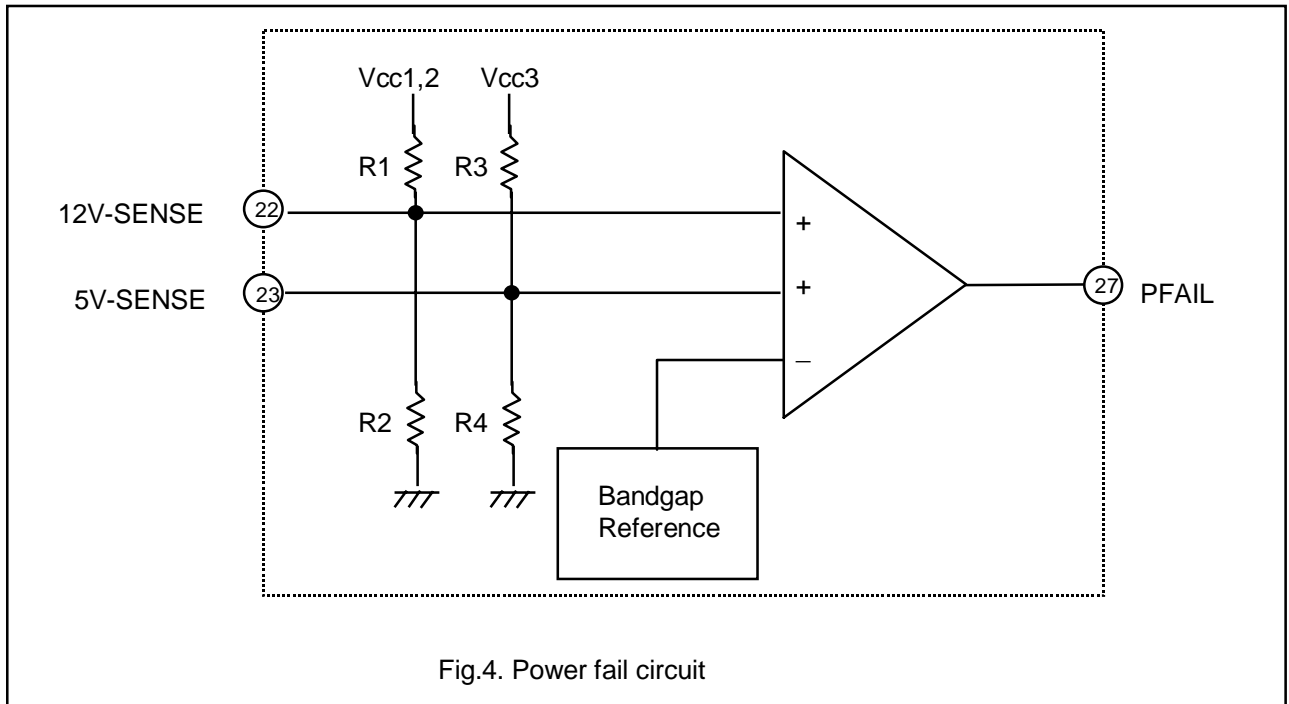 Vcc1,2 Vcc3
R1 R3
12V-SENSE 22 +
5V-SENSE 23 + 27 PFAIL
–
R2 R4
Bandgap
Reference
Fig.4. Power fail circuit